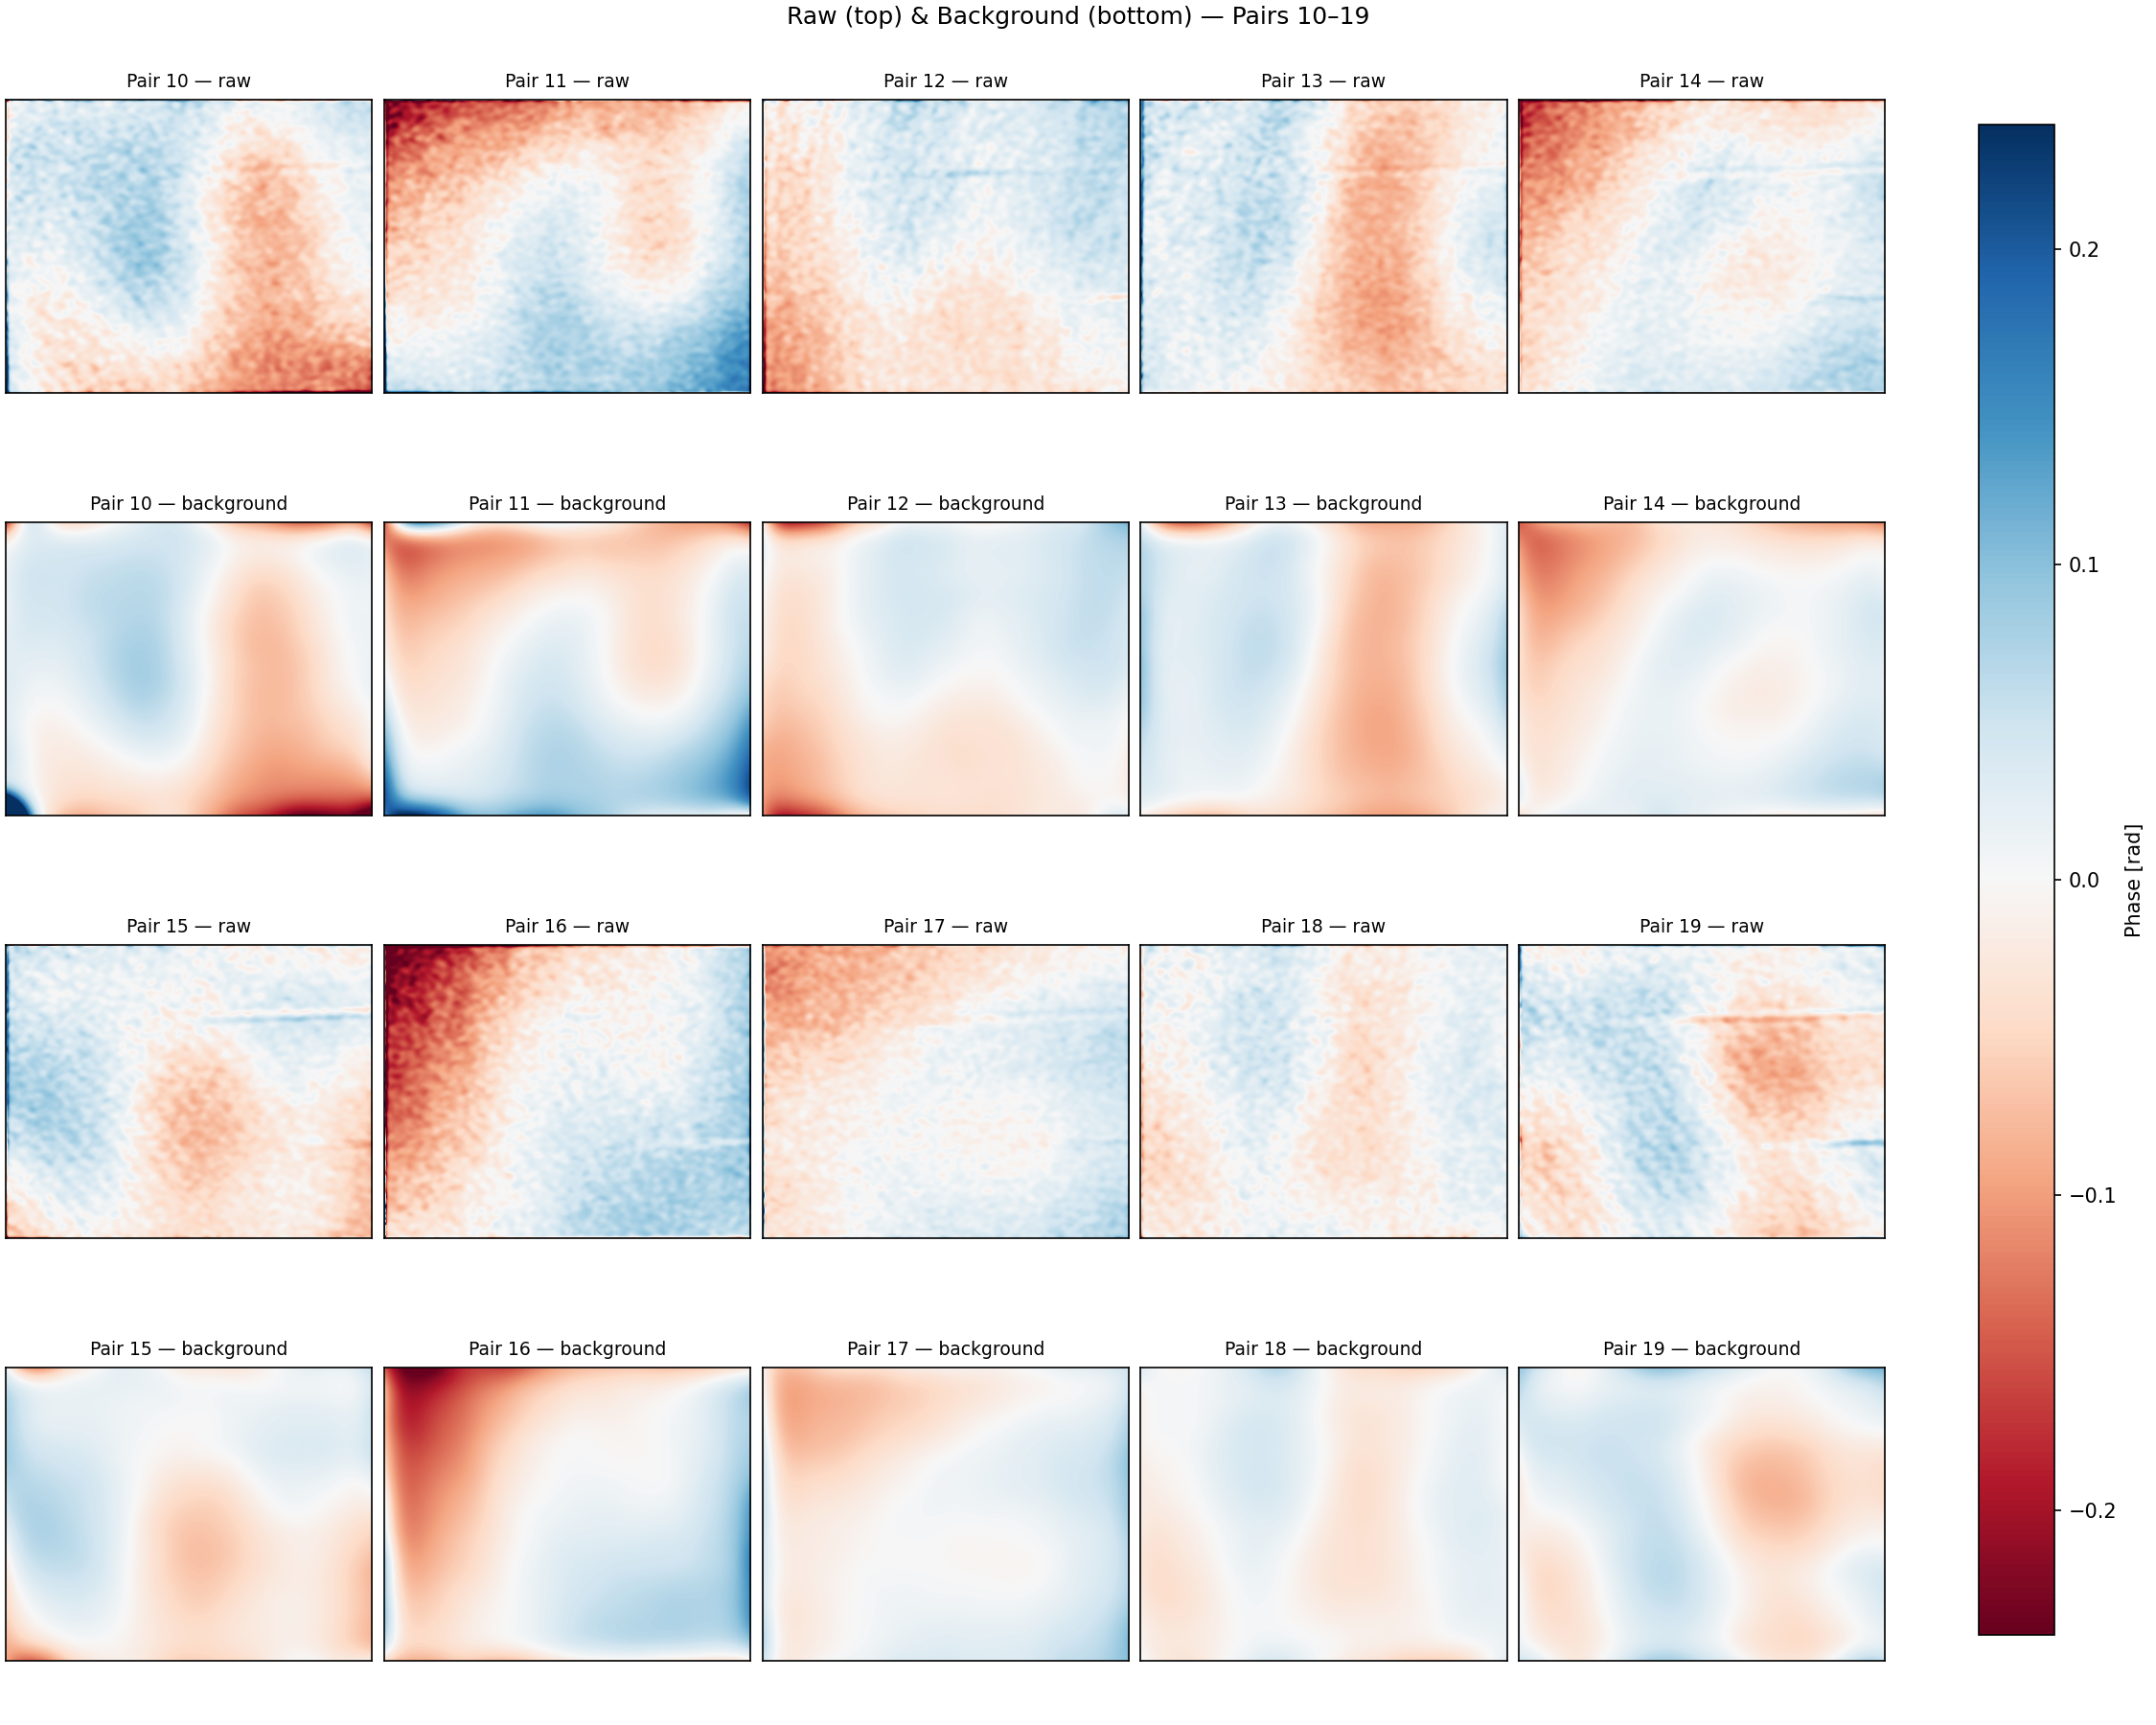 Raw (top) & Background (bottom) — Pairs 10–19
Pair 10 — raw
Pair 11 — raw
Pair 12 — raw
Pair 13 — raw
Pair 14 — raw
Pair 10 — background
Pair 11 — background
Pair 12 — background
Pair 13 — background
Pair 14 — background
Pair 15 — raw
Pair 16 — raw
Pair 17 — raw
Pair 18 — raw
Pair 19 — raw
Pair 15 — background
Pair 16 — background
Pair 17 — background
Pair 18 — background
Pair 19 — background
0.2
0.1
0.0
−0.1
−0.2
Phase [rad]